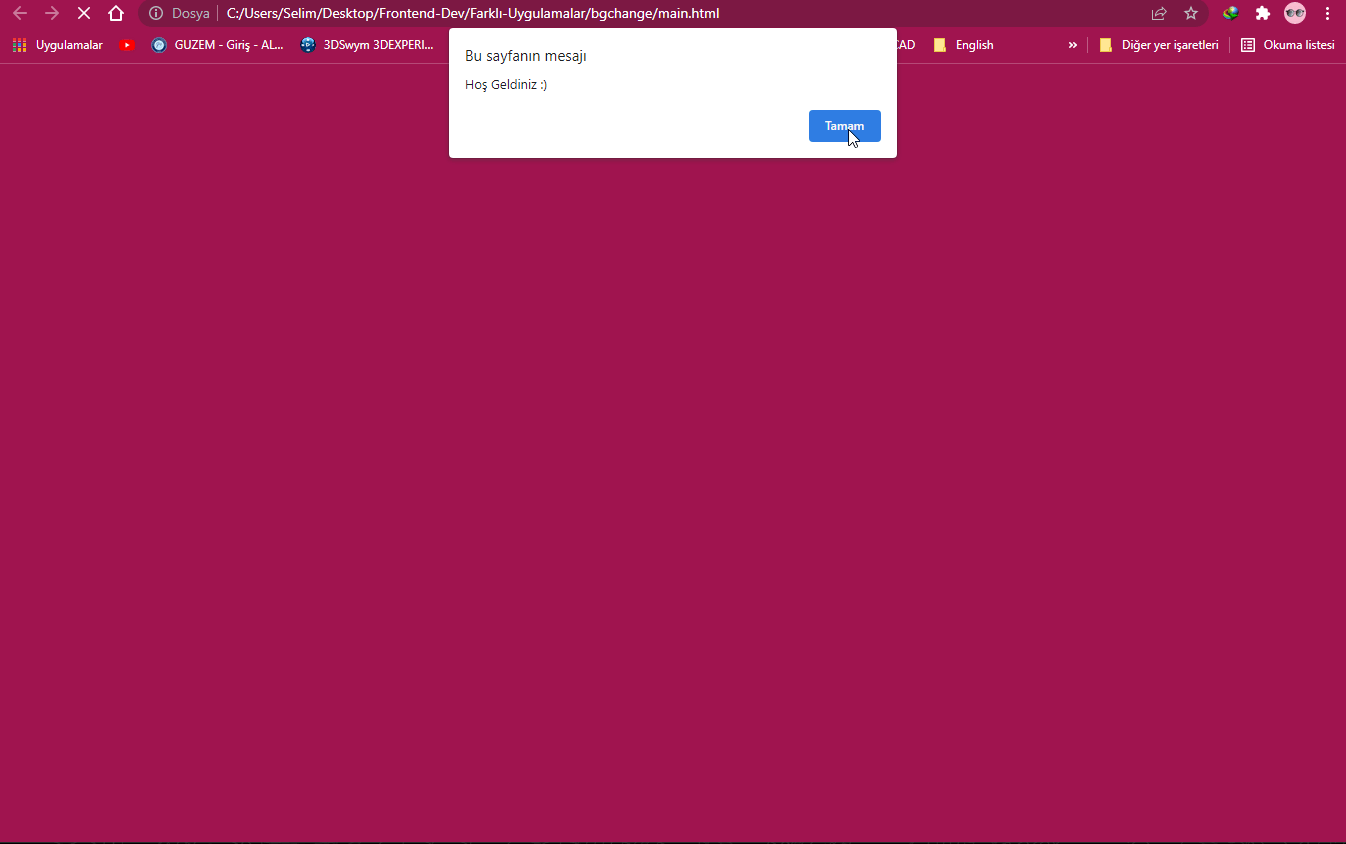 Dosya C:/Users/Selim/Desktop/Frontend-Dev/Farklı-Uygulamalar/bgchange/main.html
Uygulamalar GUZEM - Giriş - AL... 3DSwym 3DEXPERI... CAD English » Diğer yer işaretleri Okuma listesi
Bu sayfanın mesajı
Hoş Geldiniz :)
Tamam